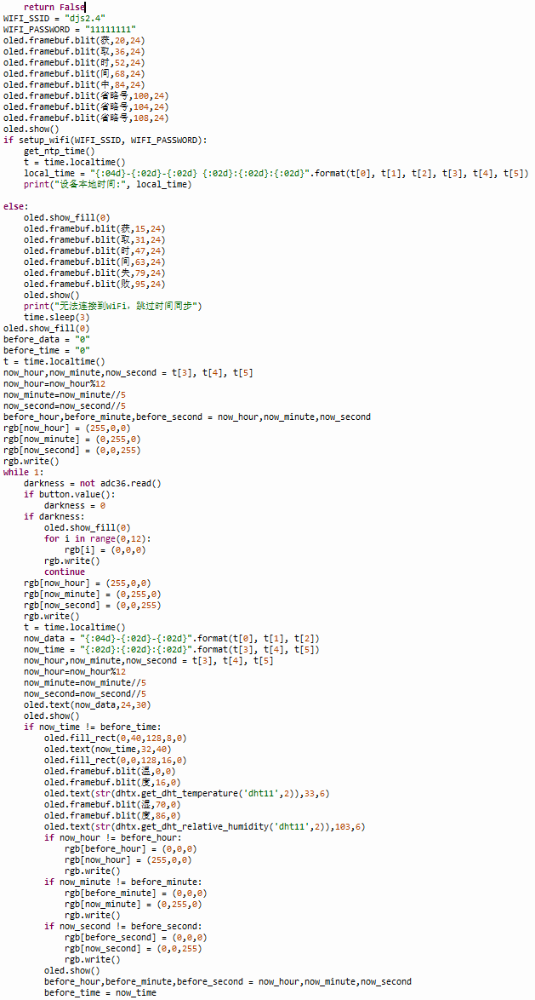 return False
WIFI_SSID = "djs2.4"
WIFI_PASSWORD = "11111111"
oled.framebuf.blit(获,20,24)
oled.framebuf.blit(取,36,24)
oled.framebuf.blit(时,52,24)
oled.framebuf.blit(间,68,24)
oled.framebuf.blit(中,84,24)
oled.framebuf.blit(省略号,100,24)
oled.framebuf.blit(省略号,104,24)
oled.framebuf.blit(省略号,108,24)
oled.show()
if setup_wifi(WIFI_SSID, WIFI_PASSWORD):
    get_ntp_time()
    t = time.localtime()
    local_time = "{:04d}-{:02d}-{:02d} {:02d}:{:02d}:{:02d}".format(t[0], t[1], t[2], t[3], t[4], t[5])
    print("设备本地时间:", local_time)

else:
    oled.show_fill(0)
    oled.framebuf.blit(获,15,24)
    oled.framebuf.blit(取,31,24)
    oled.framebuf.blit(时,47,24)
    oled.framebuf.blit(间,63,24)
    oled.framebuf.blit(失,79,24)
    oled.framebuf.blit(败,95,24)
    oled.show()
    print("无法连接到WiFi，跳过时间同步")
    time.sleep(3)
oled.show_fill(0)
before_data = "0"
before_time = "0"
t = time.localtime()
now_hour,now_minute,now_second = t[3], t[4], t[5]
now_hour=now_hour%12
now_minute=now_minute//5
now_second=now_second//5
before_hour,before_minute,before_second = now_hour,now_minute,now_second
rgb[now_hour] = (255,0,0)
rgb[now_minute] = (0,255,0)
rgb[now_second] = (0,0,255)
rgb.write()
while 1:
    darkness = not adc36.read()
    if button.value():
        darkness = 0
    if darkness:
        oled.show_fill(0)
        for i in range(0,12):
            rgb[i] = (0,0,0)
        rgb.write()
        continue
    rgb[now_hour] = (255,0,0)
    rgb[now_minute] = (0,255,0)
    rgb[now_second] = (0,0,255)
    rgb.write()
    t = time.localtime()
    now_data = "{:04d}-{:02d}-{:02d}".format(t[0], t[1], t[2])
    now_time = "{:02d}:{:02d}:{:02d}".format(t[3], t[4], t[5])
    now_hour,now_minute,now_second = t[3], t[4], t[5]
    now_hour=now_hour%12
    now_minute=now_minute//5
    now_second=now_second//5
    oled.text(now_data,24,30)
    oled.show()
    if now_time != before_time:
        oled.fill_rect(0,40,128,8,0)
        oled.text(now_time,32,40)
        oled.fill_rect(0,0,128,16,0)
        oled.framebuf.blit(温,0,0)
        oled.framebuf.blit(度,16,0)
        oled.text(str(dhtx.get_dht_temperature('dht11',2)),33,6)
        oled.framebuf.blit(湿,70,0)
        oled.framebuf.blit(度,86,0)
        oled.text(str(dhtx.get_dht_relative_humidity('dht11',2)),103,6)
        if now_hour != before_hour:
            rgb[before_hour] = (0,0,0)
            rgb[now_hour] = (255,0,0)
            rgb.write()
        if now_minute != before_minute:
            rgb[before_minute] = (0,0,0)
            rgb[now_minute] = (0,255,0)
            rgb.write()
        if now_second != before_second:
            rgb[before_second] = (0,0,0)
            rgb[now_second] = (0,0,255)
            rgb.write()
        oled.show()
        before_hour,before_minute,before_second = now_hour,now_minute,now_second
        before_time = now_time